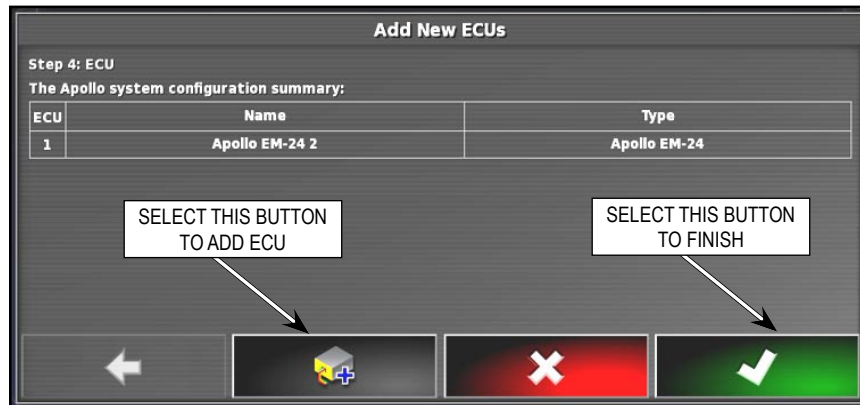 Add New ECUs
Step 4: ECU
The Apollo system configuration summary:
ECU Name Type
1 Apollo EM-24 2 Apollo EM-24
SELECT THIS BUTTON
TO ADD ECU
SELECT THIS BUTTON
TO FINISH